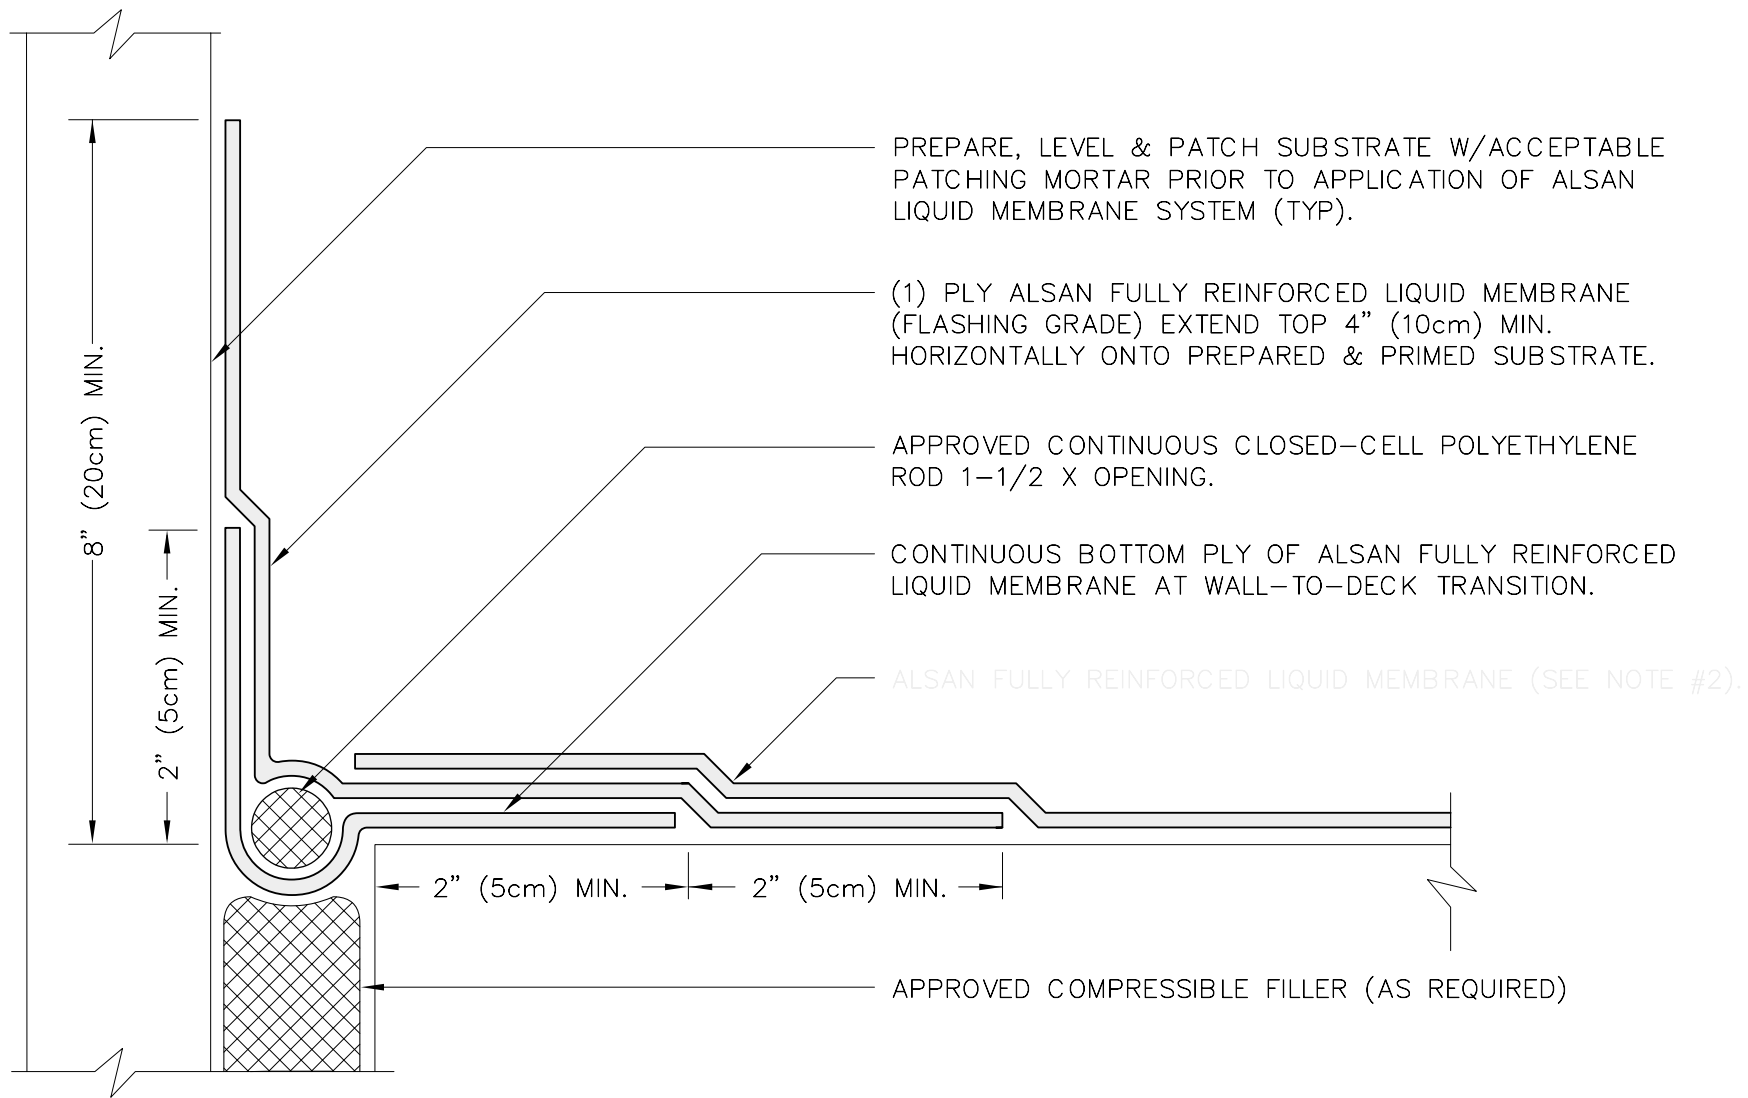 PREPARE, LEVEL & PATCH SUBSTRATE W/ACCEPTABLE
PATCHING MORTAR PRIOR TO APPLICATION OF ALSAN
LIQUID MEMBRANE SYSTEM (TYP).
(1) PLY ALSAN FULLY REINFORCED LIQUID MEMBRANE
(FLASHING GRADE) EXTEND TOP 4" (10cm) MIN.
HORIZONTALLY ONTO PREPARED & PRIMED SUBSTRATE.
APPROVED CONTINUOUS CLOSED-CELL POLYETHYLENE
ROD 1-1/2 X OPENING.
CONTINUOUS BOTTOM PLY OF ALSAN FULLY REINFORCED
LIQUID MEMBRANE AT WALL-TO-DECK TRANSITION.
ALSAN FULLY REINFORCED LIQUID MEMBRANE (SEE NOTE #2).
8" (20cm) MIN.
2" (5cm) MIN.
2" (5cm) MIN.
2" (5cm) MIN.
APPROVED COMPRESSIBLE FILLER (AS REQUIRED)